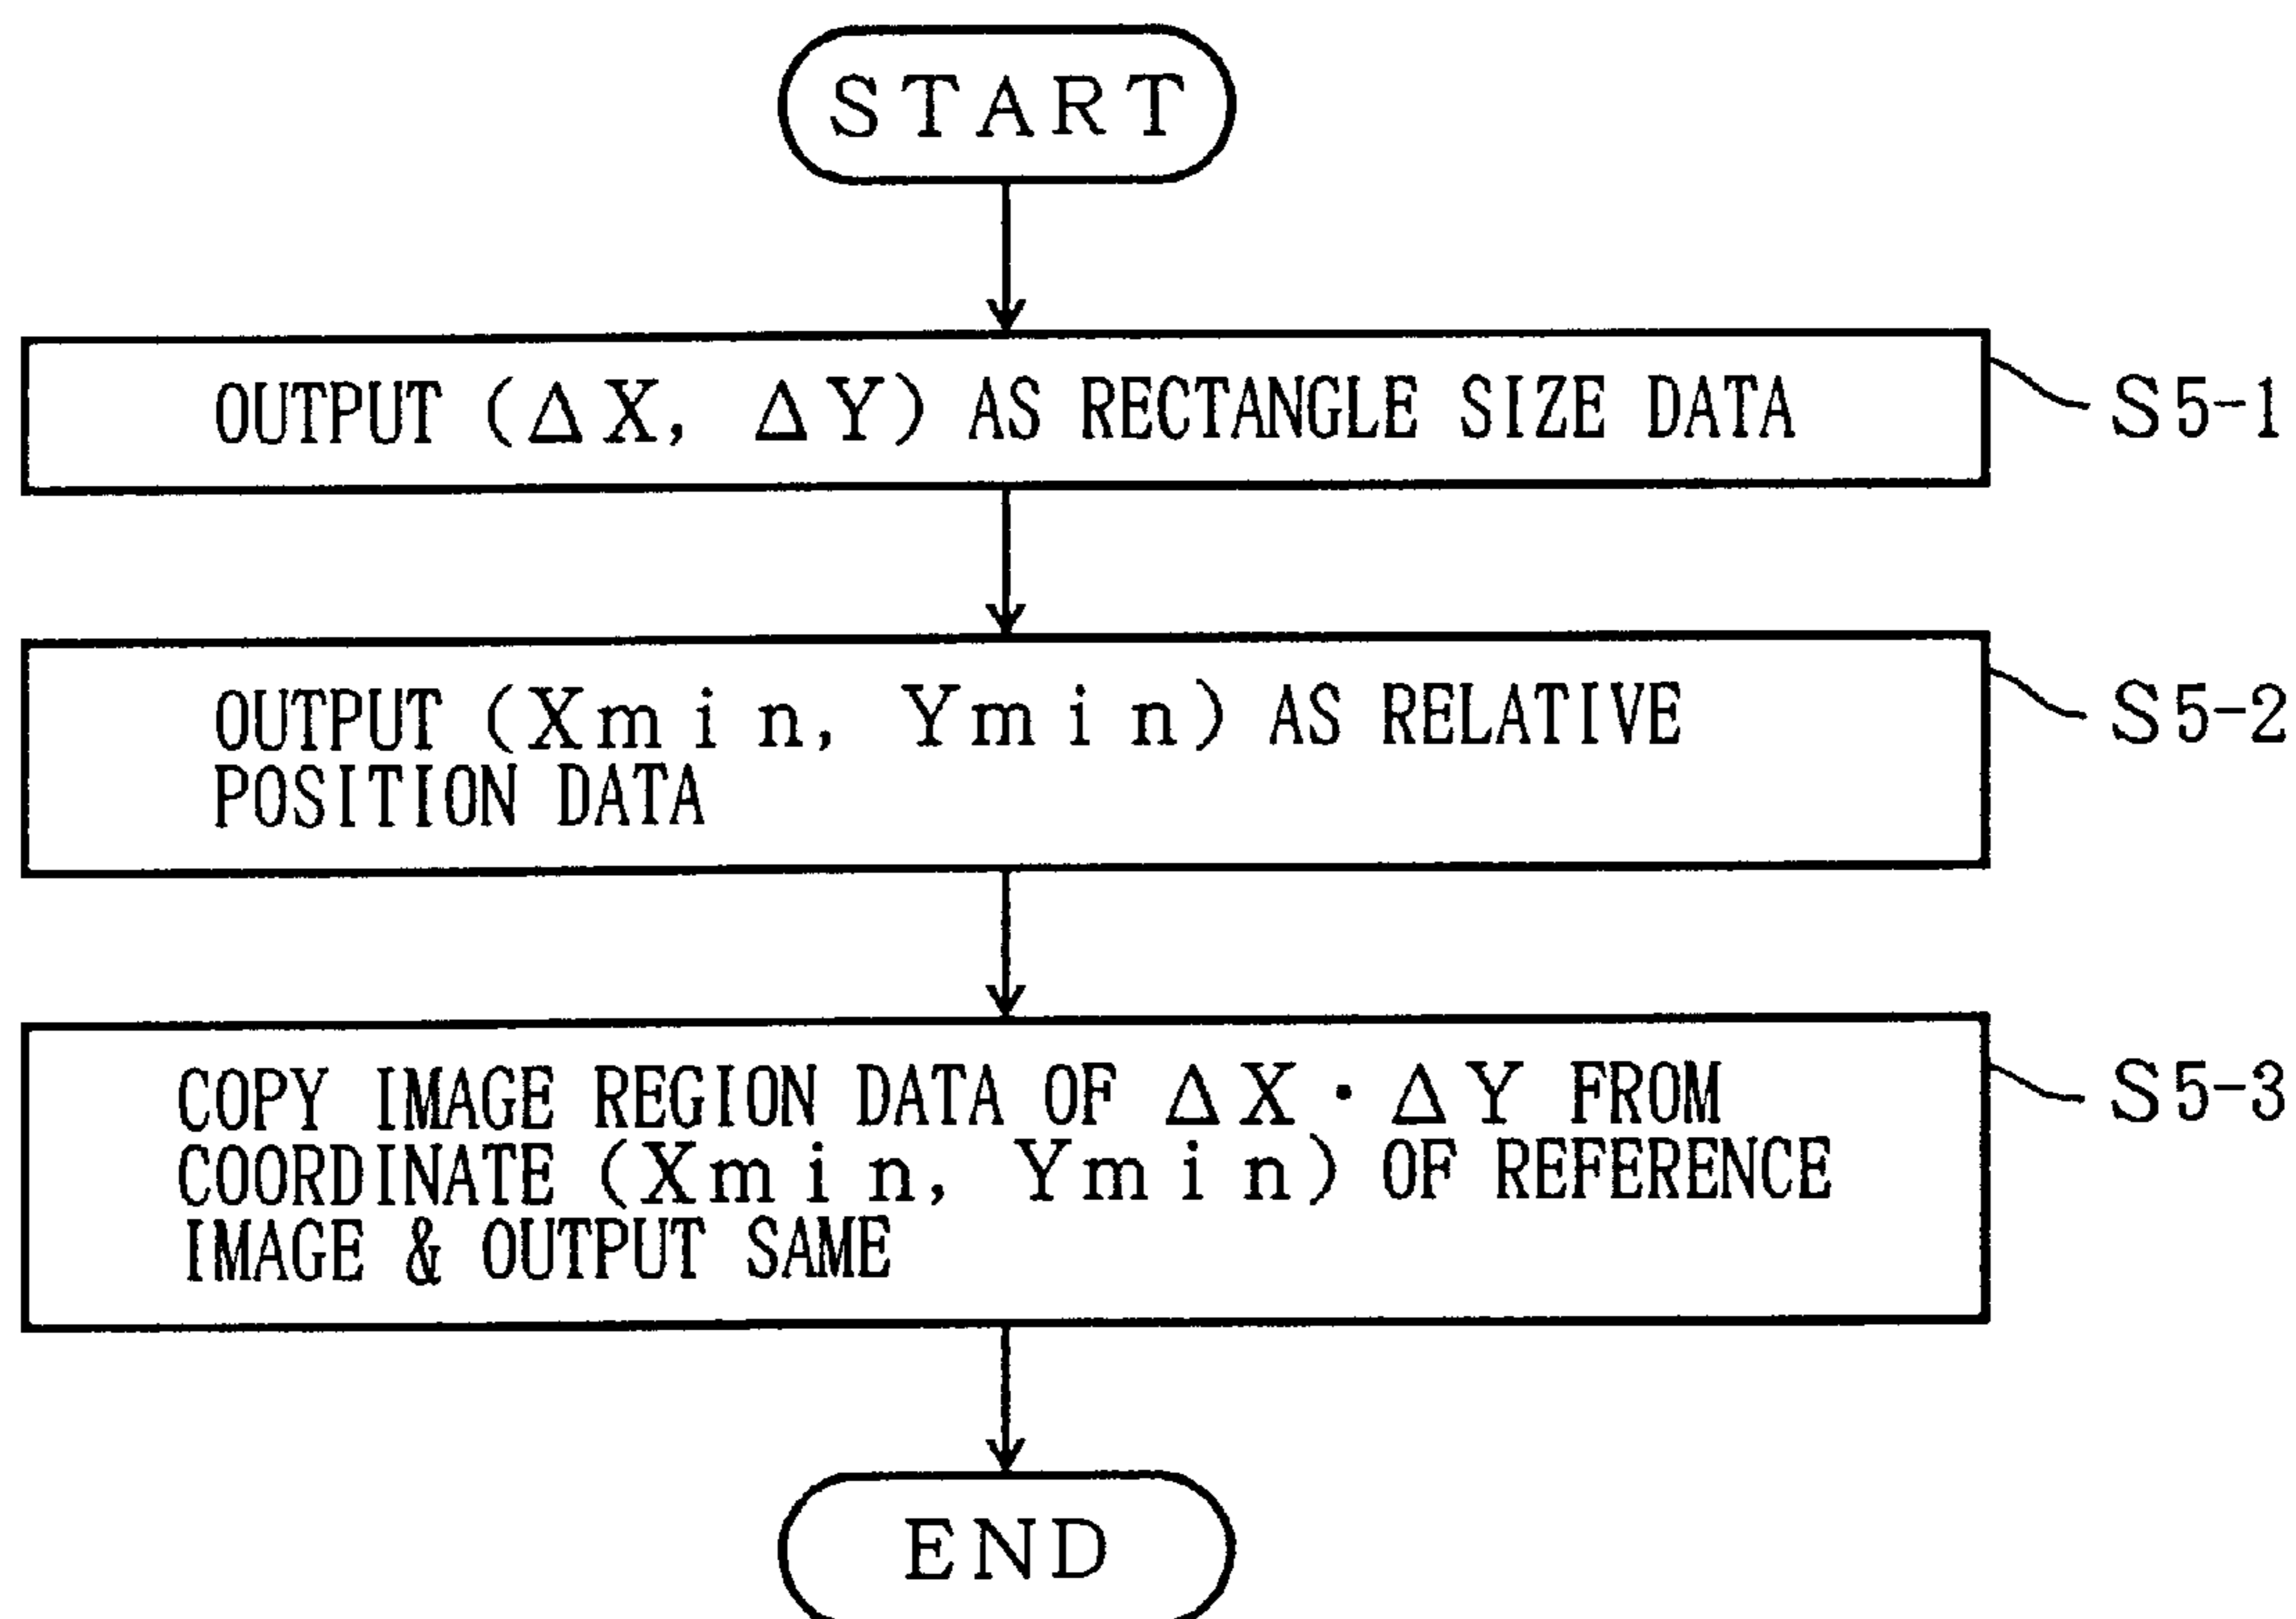 START
OUTPUT (ΔX, ΔY) AS RECTANGLE SIZE DATA
S5-1
OUTPUT (Xmin, Ymin) AS RELATIVE
POSITION DATA
S5-2
COPY IMAGE REGION DATA OF ΔX・ΔY FROM
COORDINATE (Xmin, Ymin) OF REFERENCE
IMAGE & OUTPUT SAME
S5-3
END